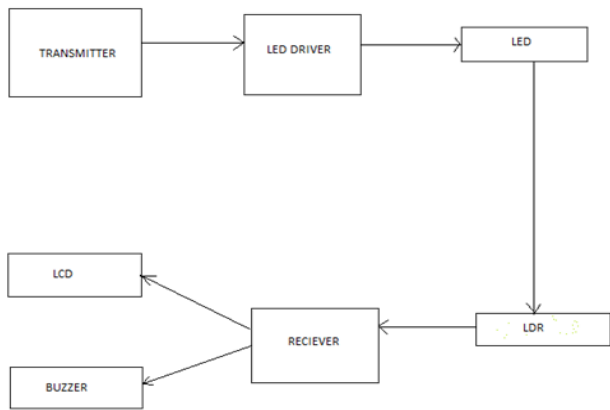 TRANSMITTER
LED DRIVER
LED
LCD
LDR
RECIEVER
BUZZER